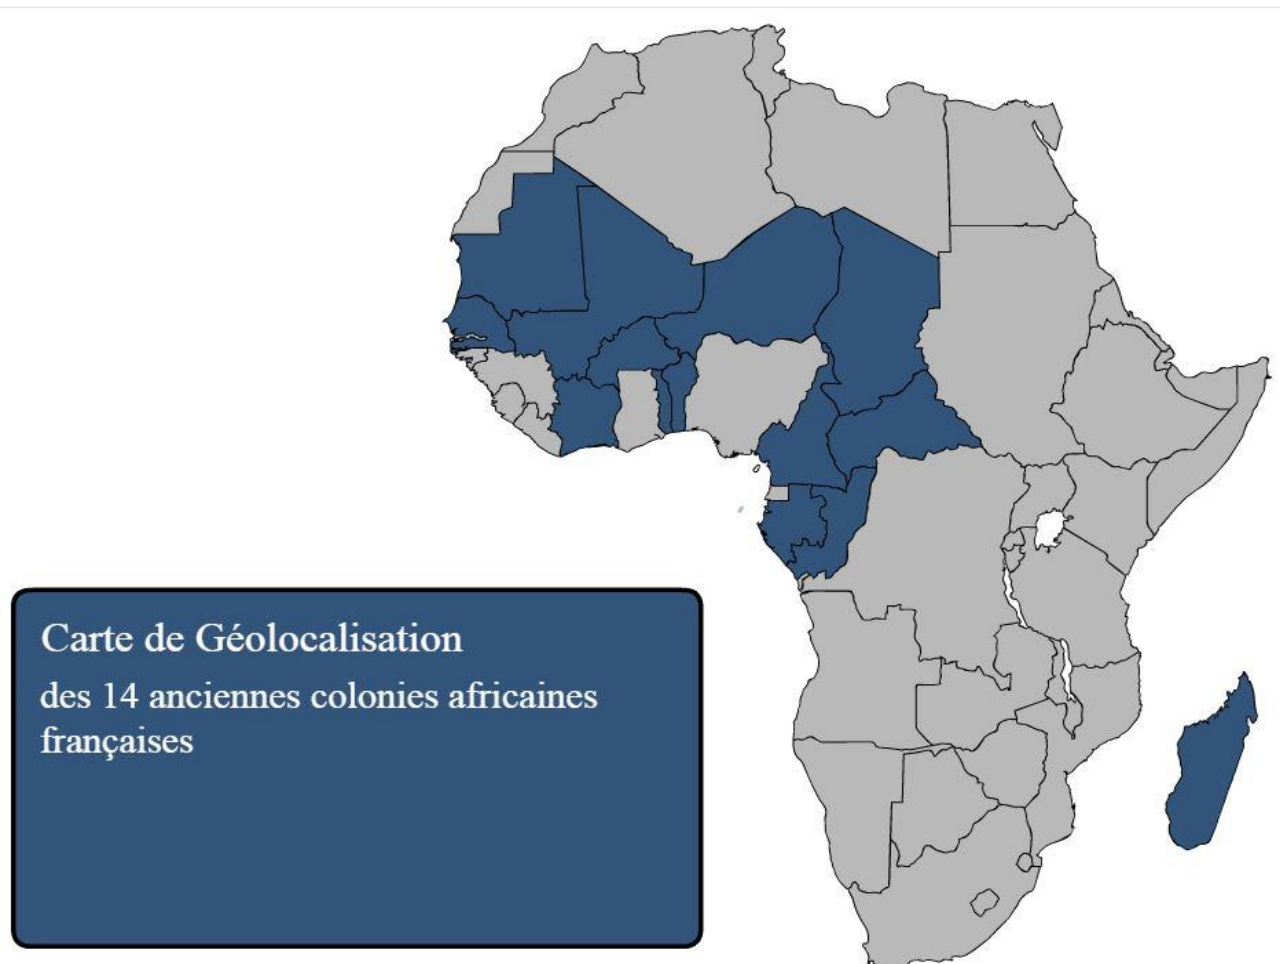 Carte de Géolocalisation
des 14 anciennes colonies africaines
françaises